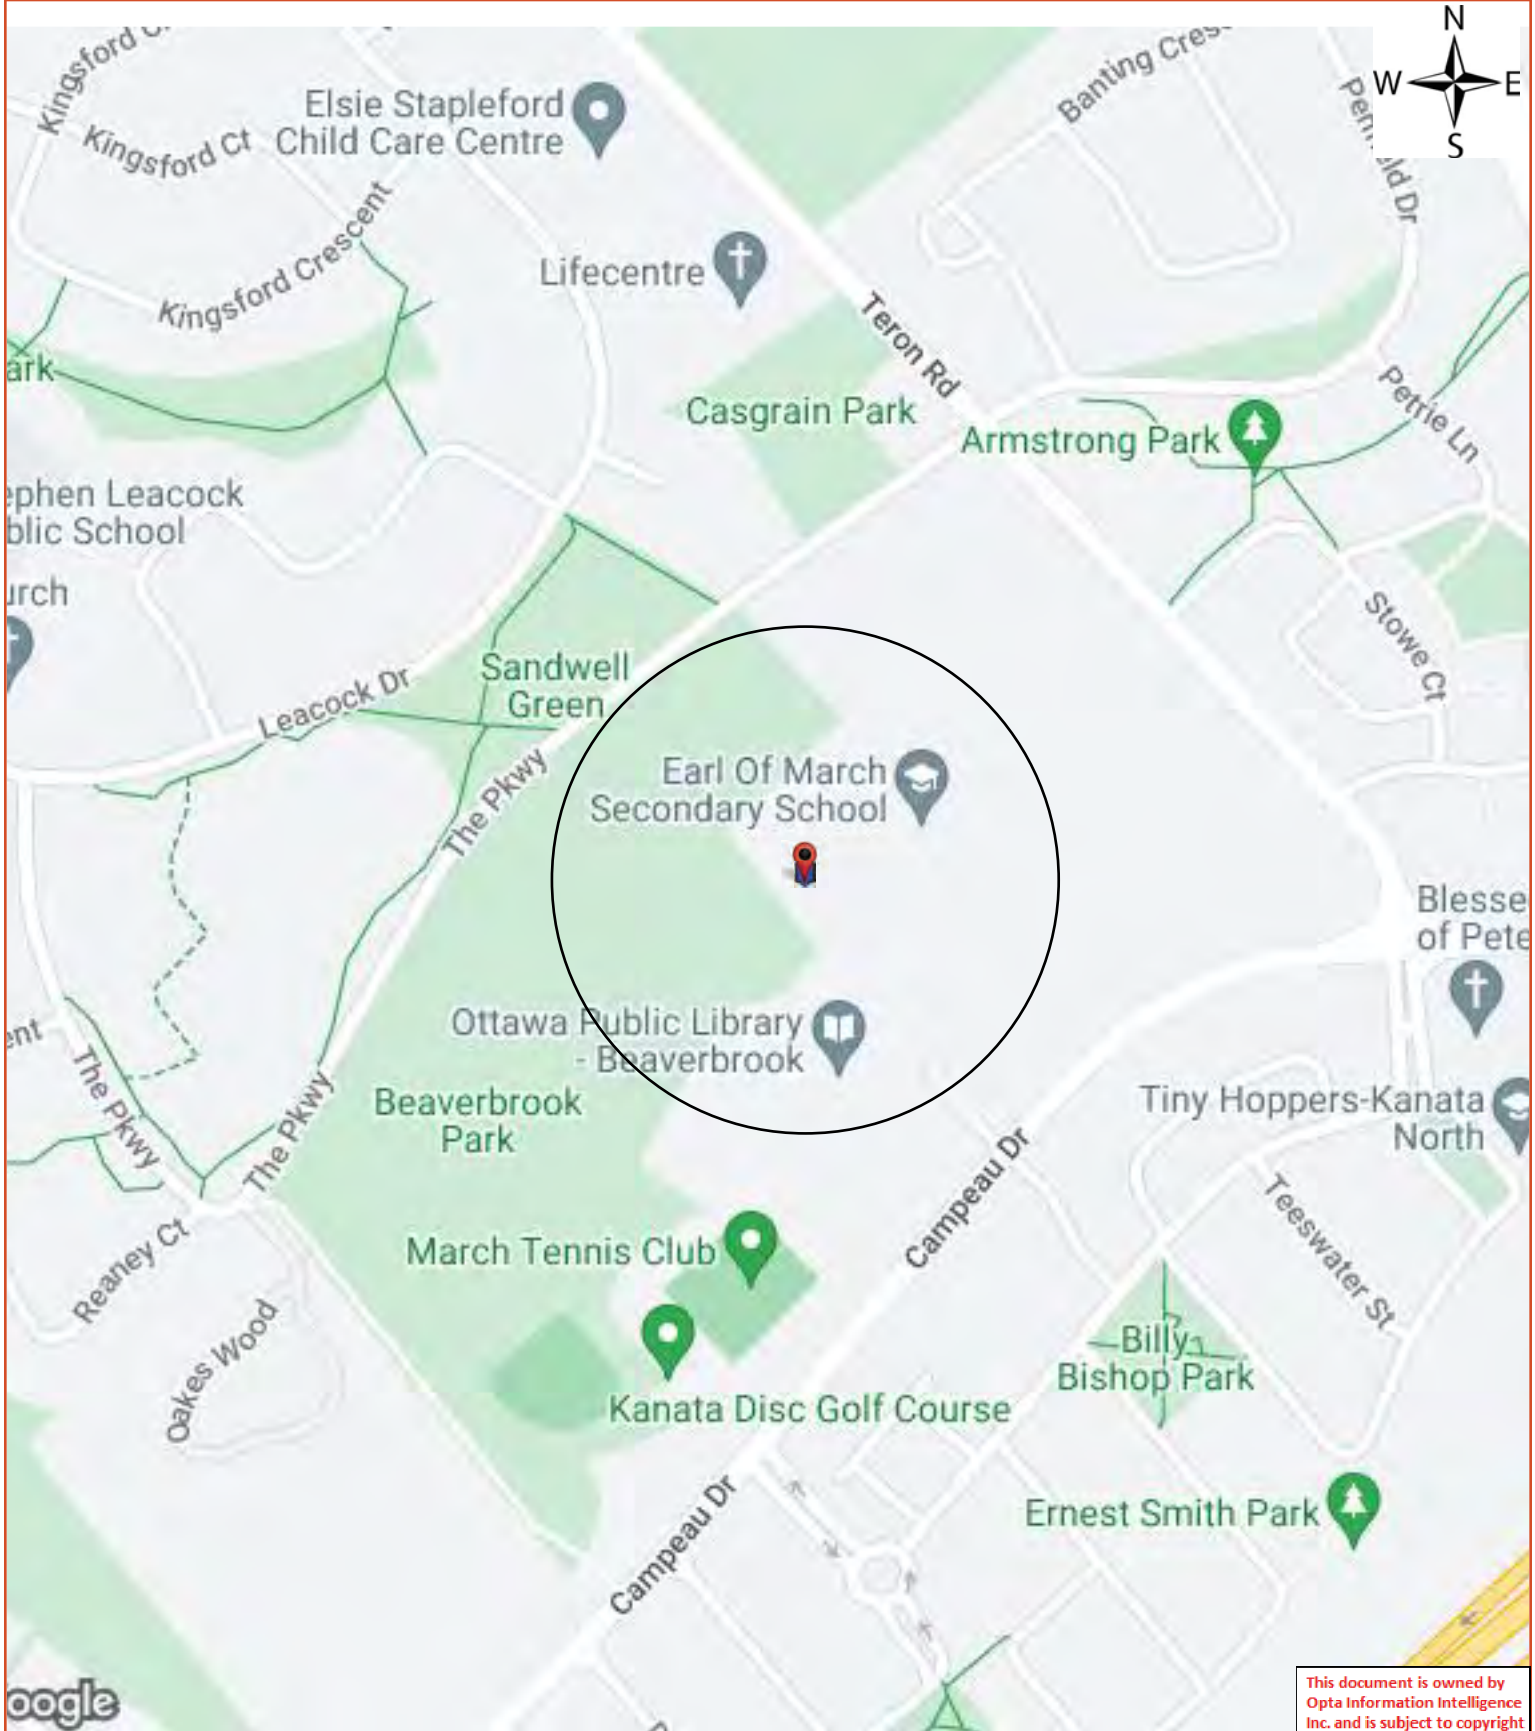 N
W
E
S
Kingsford Ct
Elsie Stapleford
Child Care Centre
Banting
Kingsford Crescent
Lifecentre
Teron Rd
ark
Casgrain Park
Armstrong Park
Petrie Ln
ephen Leacock
blic School
urch
Stowe Ct
Sandwell
Green
Leacock Dr
The Pkwy
Earl Of March
Secondary School
Blesse
of Pete
Ottawa Public Library
- Beaverbrook
ent
The Pkwy
The Pkwy
Beaverbrook
Park
Tiny Hoppers-Kanata
North
Campeau Dr
Teeswater St
Reaney Ct
March Tennis Club
Oakes Wood
Billy
Bishop Park
Kanata Disc Golf Course
Campeau Dr
Ernest Smith Park
oogle
This document is owned by
Opta Information Intelligence
Inc. and is subject to copyright